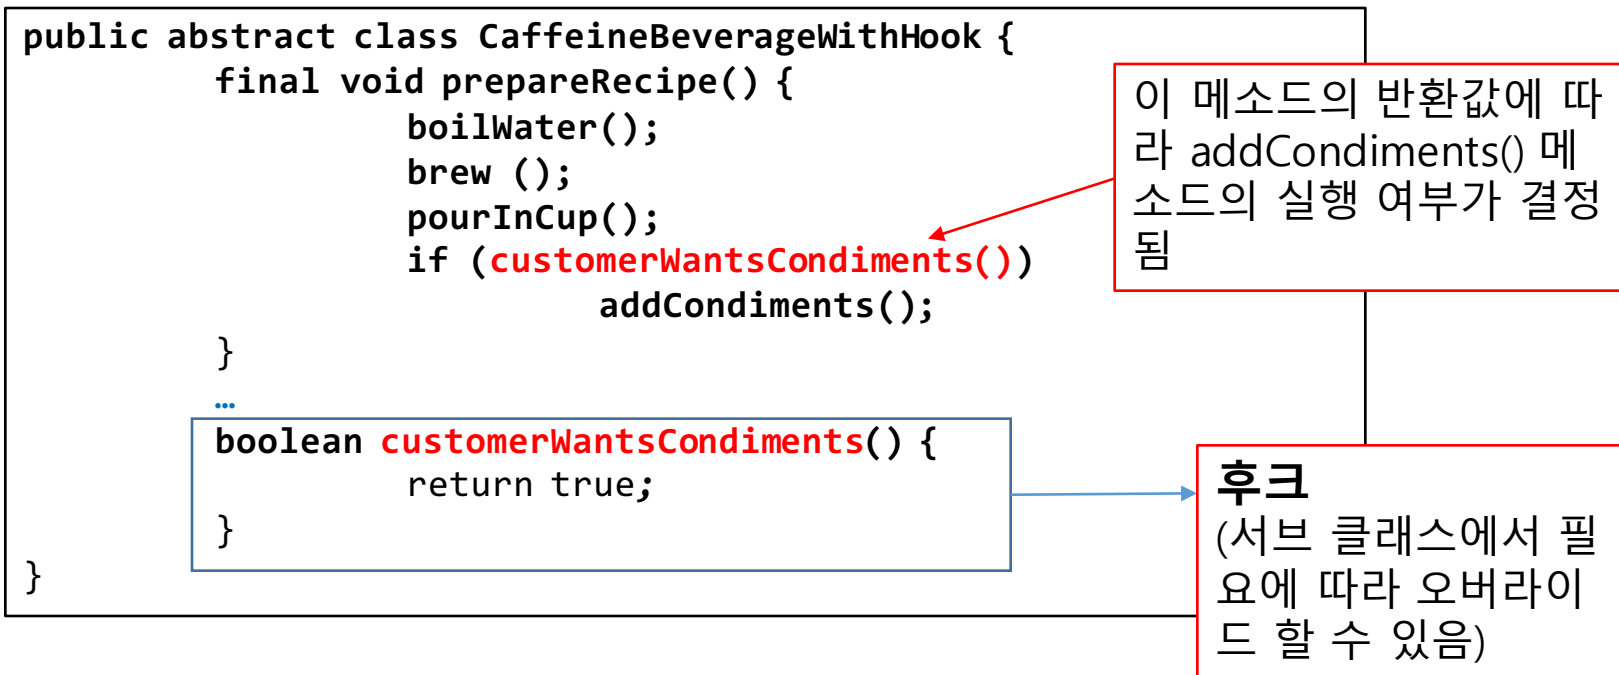 public abstract class CaffeineBeverageWithHook {
final void prepareRecipe() {
boilWater();
brew ();
pourInCup();
if (customerWantsCondiments())
addCondiments();
}
…
boolean customerWantsCondiments() {
return true;
}
}
이 메소드의 반환값에 따
라 addCondiments() 메
소드의 실행 여부가 결정
됨
후크
(서브 클래스에서 필
요에 따라 오버라이
드 할 수 있음)